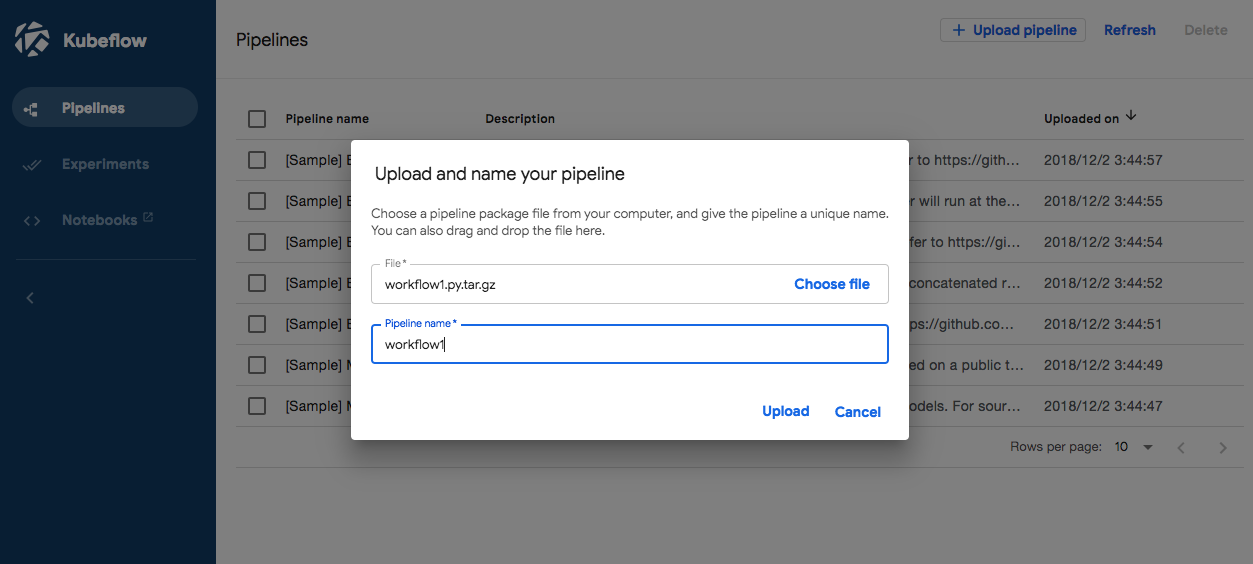 Kubeflow
Pipelines
Experiments
Notebooks
Pipelines
+ Upload pipeline Refresh Delete
Pipeline name Description Uploaded on
[Sample] r to https://gith... 2018/12/2 3:44:57
[Sample] will run at the... 2018/12/2 3:44:55
[Sample] fer to https://gi... 2018/12/2 3:44:54
[Sample] concatenated r... 2018/12/2 3:44:52
[Sample] ps://github.co... 2018/12/2 3:44:51
[Sample] ed on a public t... 2018/12/2 3:44:49
[Sample] odels. For sour... 2018/12/2 3:44:47
Rows per page: 10
Upload and name your pipeline
Choose a pipeline package file from your computer, and give the pipeline a unique name.
You can also drag and drop the file here.
File *
workflow1.py.tar.gz Choose file
Pipeline name *
workflow1
Upload Cancel